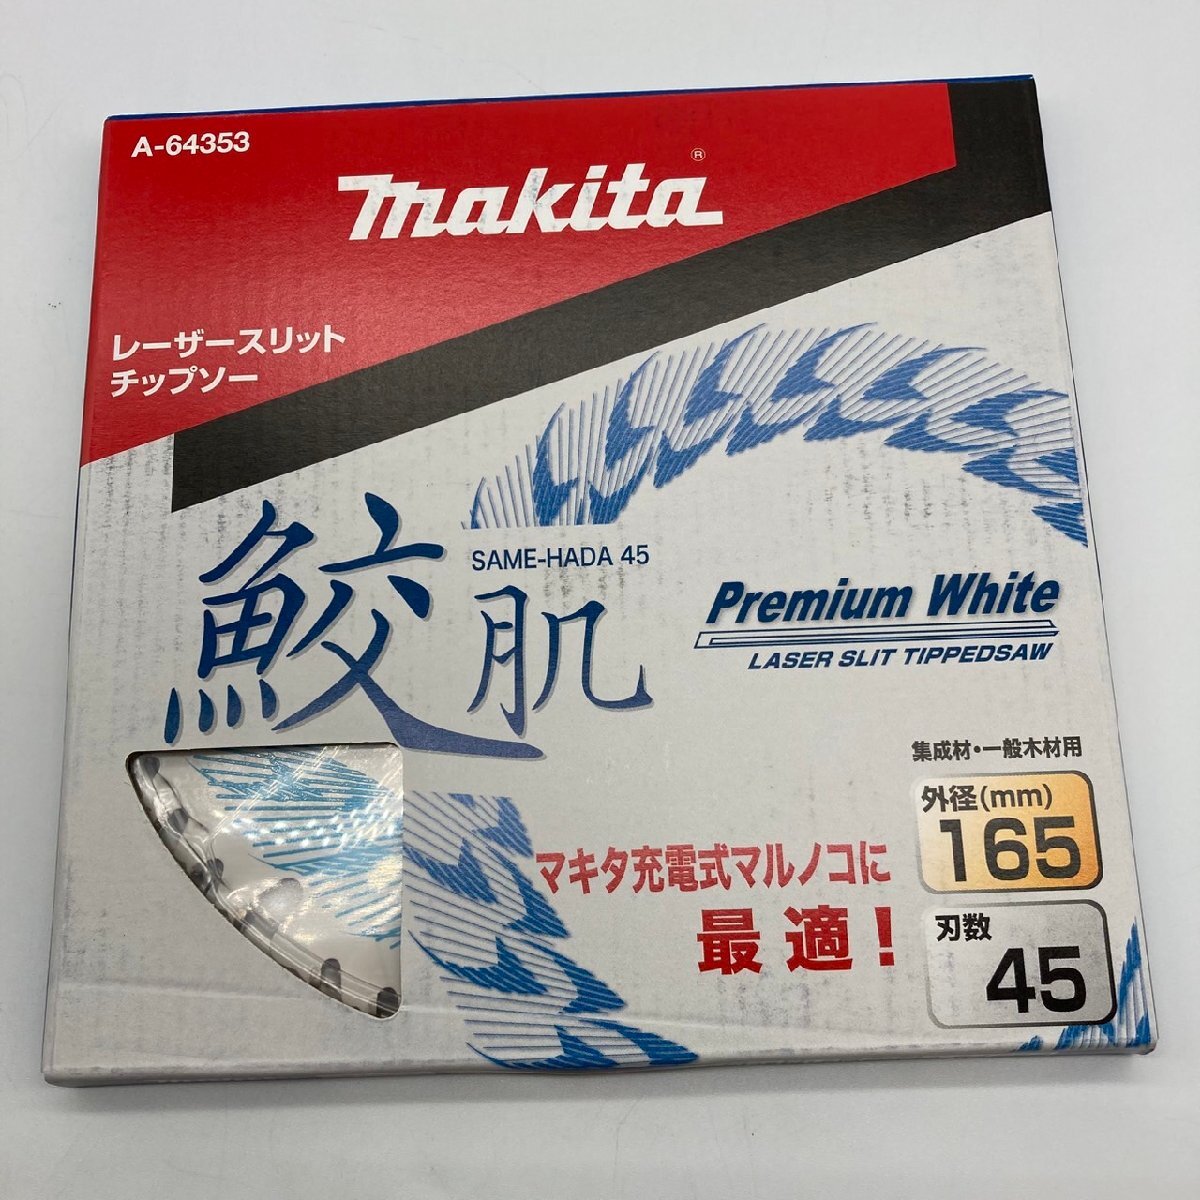 A-64353
makita®
レーザースリット
チップソー
鮫肌
SAME-HADA 45
Premium White
LASER SLIT TIPPEDSAW
集成材・一般木材用
外径(mm)
165
マキタ充電式マルノコに
最適!
刃数
45